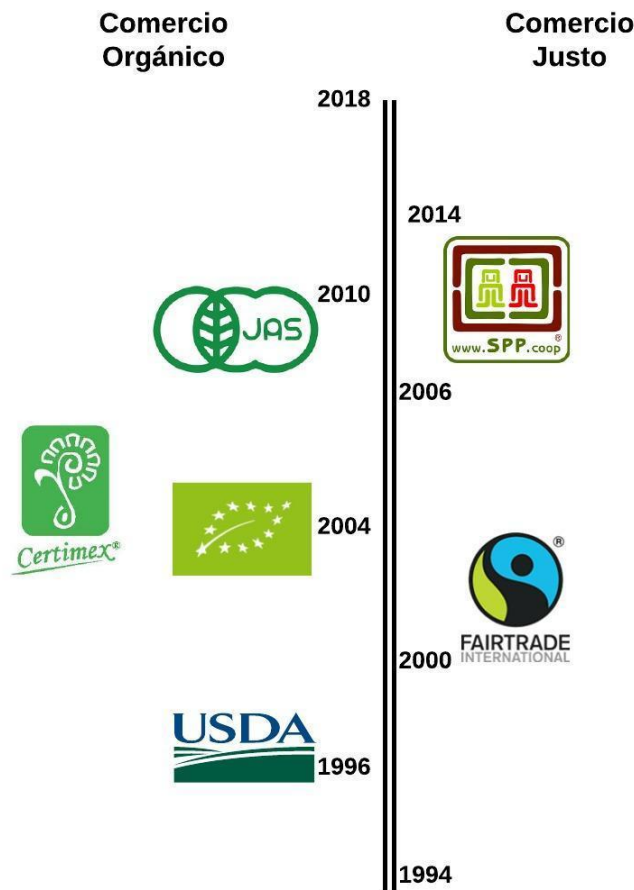 Comercio
Orgánico
Comercio
Justo
2018
2014
2010
JAS
www.SPP.coop
®
2006
Certimex®
2004
®
FAIRTRADE
INTERNATIONAL
2000
USDA
1996
1994